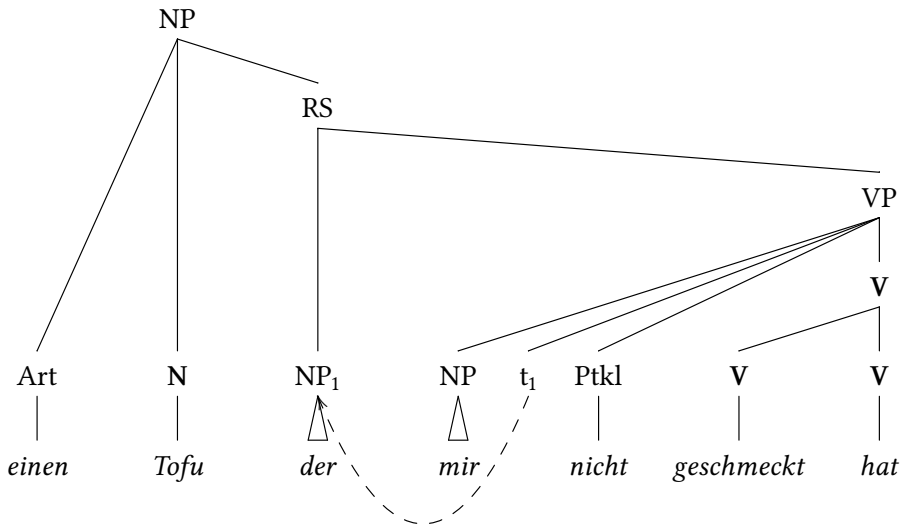 NP
RS
VP
V
Art N NP₁ NP t₁ Ptkl V V
einen Tofu der mir nicht geschmeckt hat